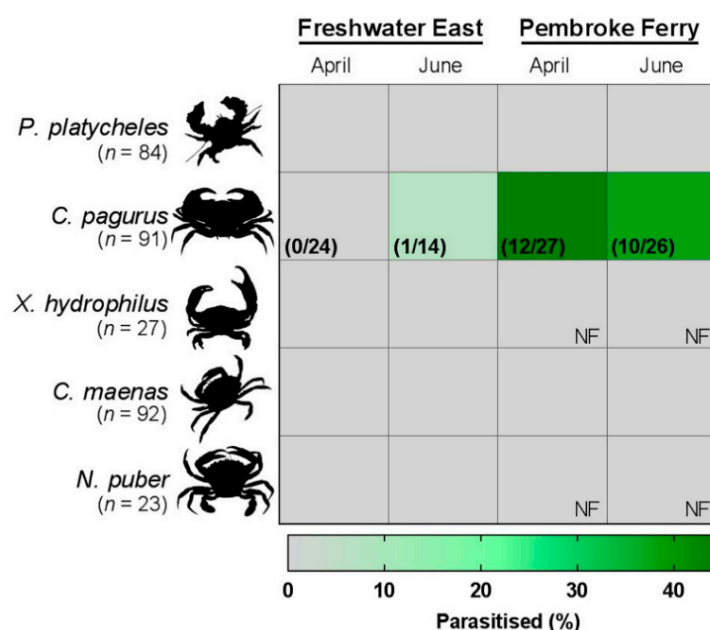 Freshwater East Pembroke Ferry
April June April June
P. platycheles
(n = 84)
C. pagurus
(n = 91)
(0/24) (1/14) (12/27) (10/26)
X. hydrophilus
(n = 27)
NF NF
C. maenas
(n = 92)
N. puber
(n = 23)
NF NF
0 10 20 30 40
Parasitised (%)